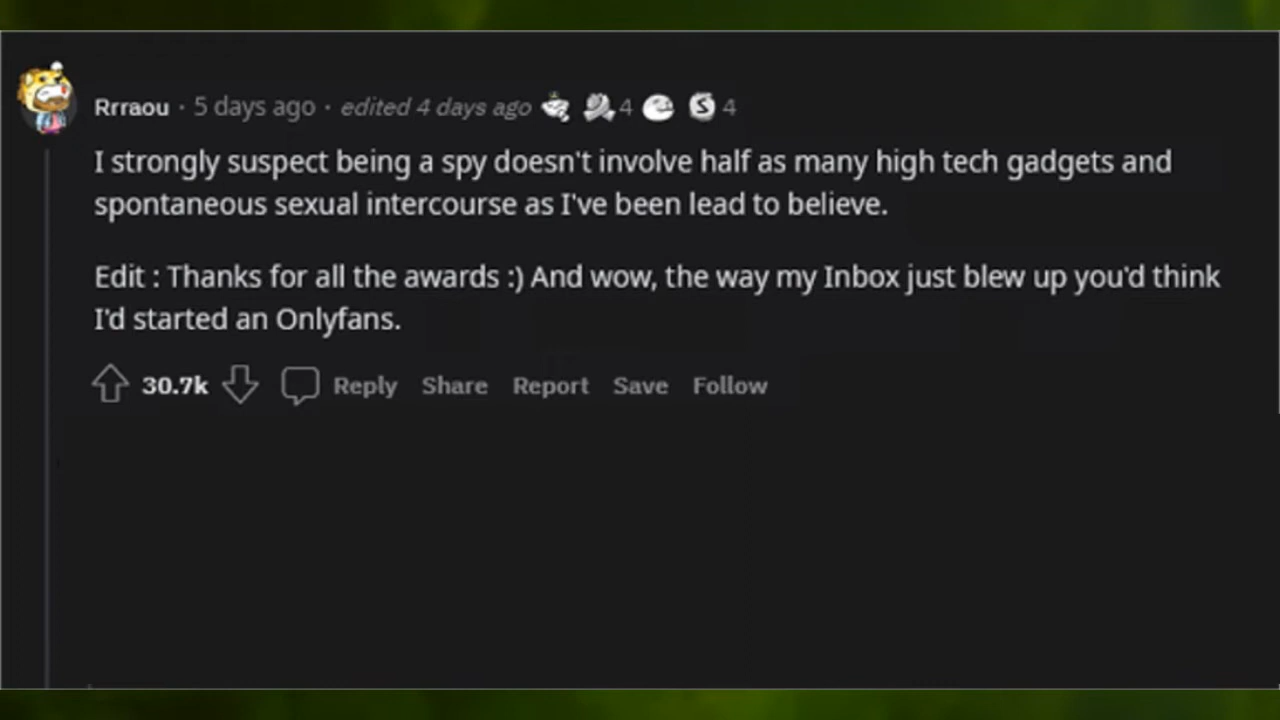 Rrraou · 5 days ago · edited 4 days ago 4 S 4
I strongly suspect being a spy doesn't involve half as many high tech gadgets and
spontaneous sexual intercourse as I've been lead to believe.
Edit : Thanks for all the awards :) And wow, the way my Inbox just blew up you'd think
I'd started an Onlyfans.
30.7k Reply Share Report Save Follow